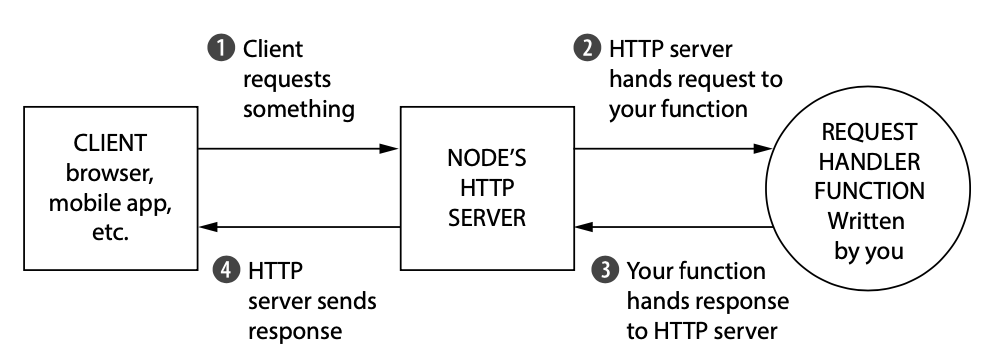 1 Client
requests
something
2 HTTP server
hands request to
your function
CLIENT
browser,
mobile app,
etc.
NODE’S
HTTP
SERVER
REQUEST
HANDLER
FUNCTION
Written
by you
4 HTTP
server sends
response
3 Your function
hands response
to HTTP server